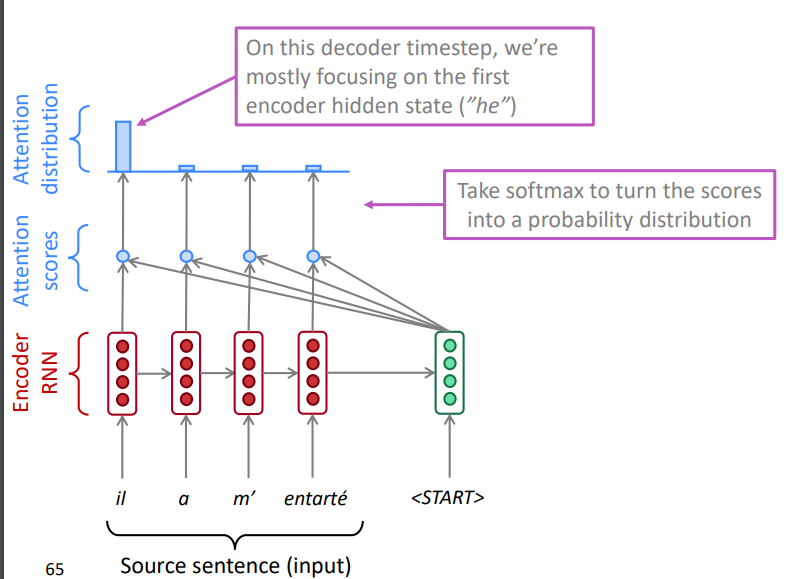 On this decoder timestep, we're
mostly focusing on the first
encoder hidden state ("he")
Attention
distribution
Take softmax to turn the scores
into a probability distribution
Attention
scores
Encoder
RNN
il a m' entarté <START>
Source sentence (input)
65